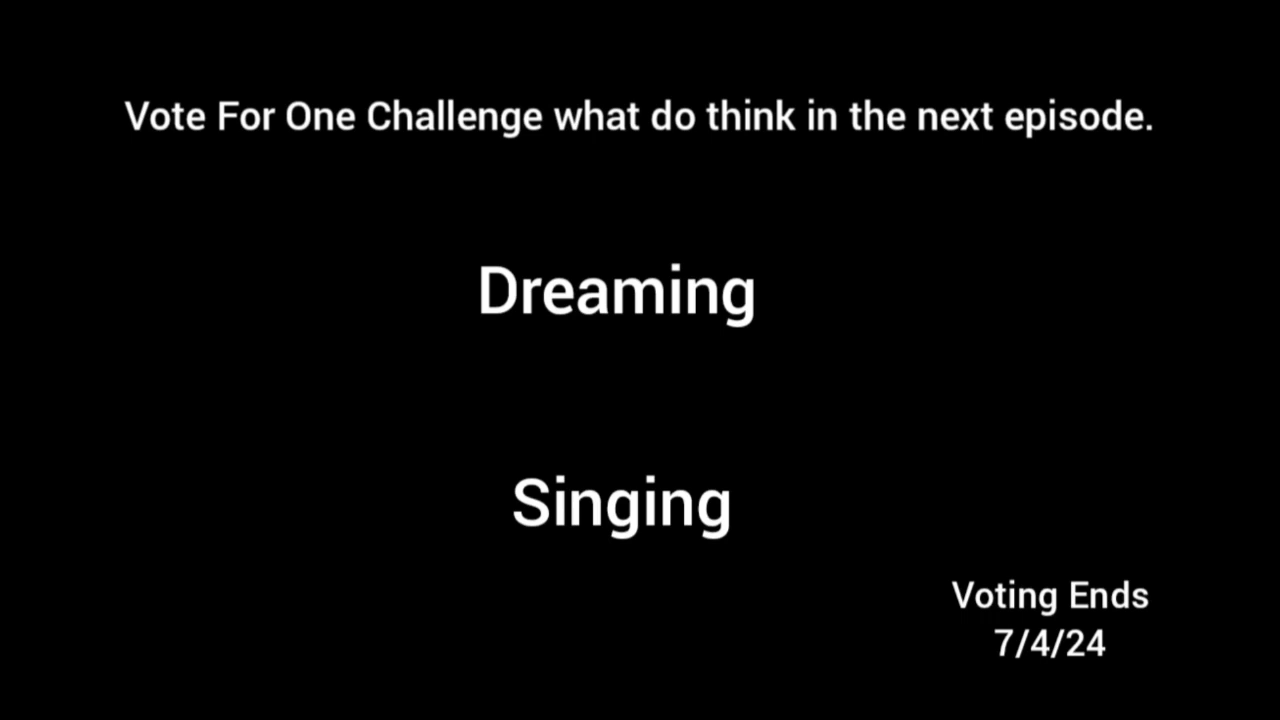 Vote For One Challenge what do think in the next episode.
Dreaming
Singing
Voting Ends
7/4/24